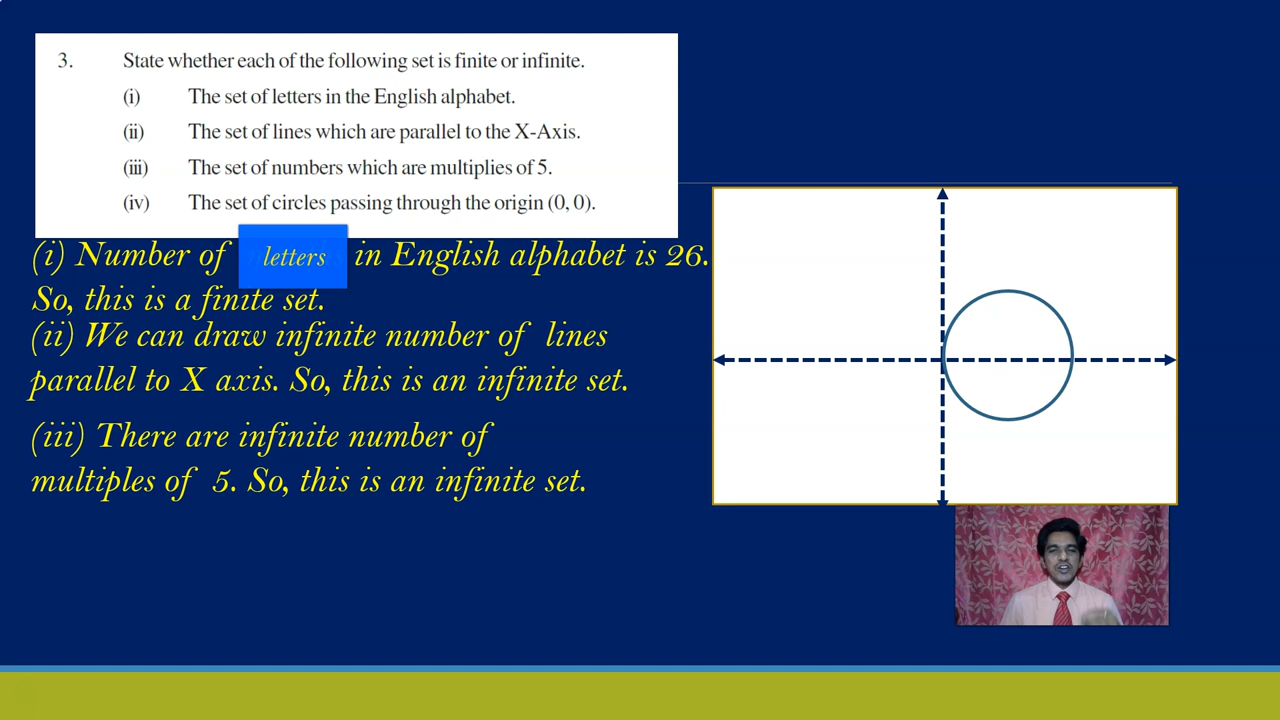 3. State whether each of the following set is finite or infinite.
(i) The set of letters in the English alphabet.
(ii) The set of lines which are parallel to the X-Axis.
(iii) The set of numbers which are multiplies of 5.
(iv) The set of circles passing through the origin (0, 0).
(i) Number of letters in English alphabet is 26.
So, this is a finite set.
(ii) We can draw infinite number of lines
parallel to X axis. So, this is an infinite set.
(iii) There are infinite number of
multiples of 5. So, this is an infinite set.